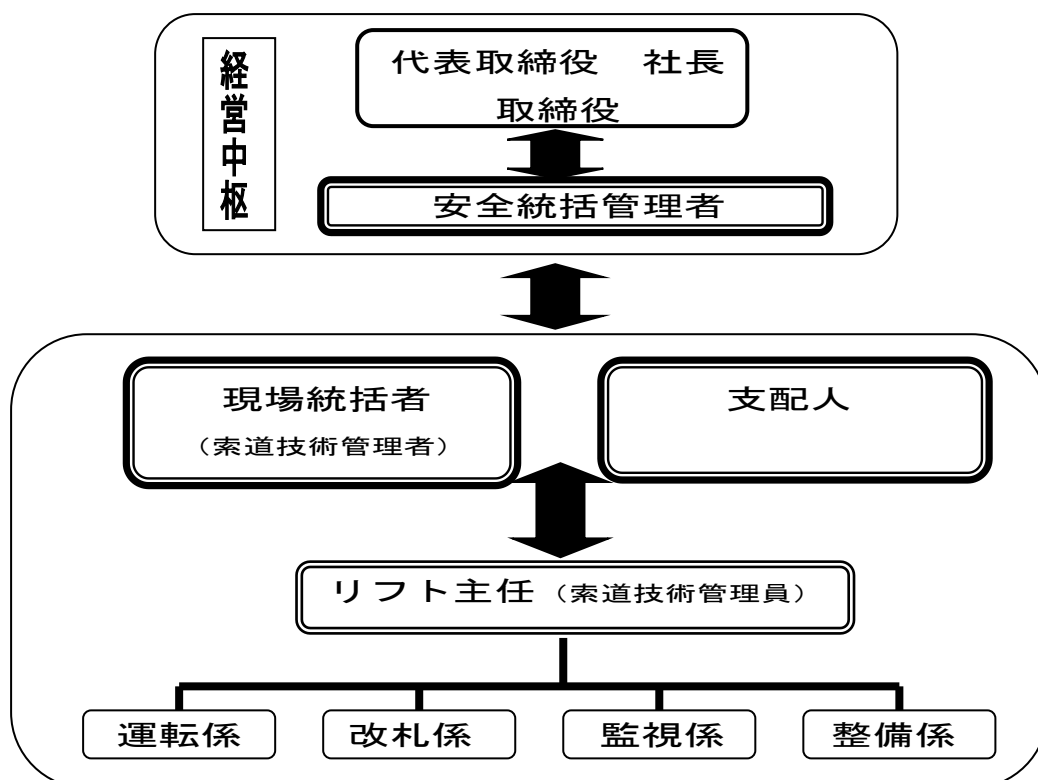 経営中枢
代表取締役　社長
取締役
安全統括管理者
現場統括者
（索道技術管理者）
支配人
リフト主任（索道技術管理員）
運転係
改札係
監視係
整備係